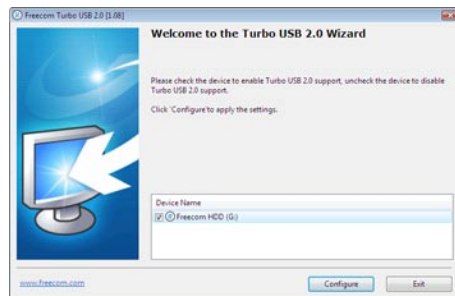 Freecom Turbo USB 2.0 [1.08]
Welcome to the Turbo USB 2.0 Wizard
Please check the device to enable Turbo USB 2.0 support, uncheck the device to disable
Turbo USB 2.0 support.
Click 'Configure' to apply the settings.
Device Name
Freecom HDD (G:)
www.freecom.com
Configure
Exit